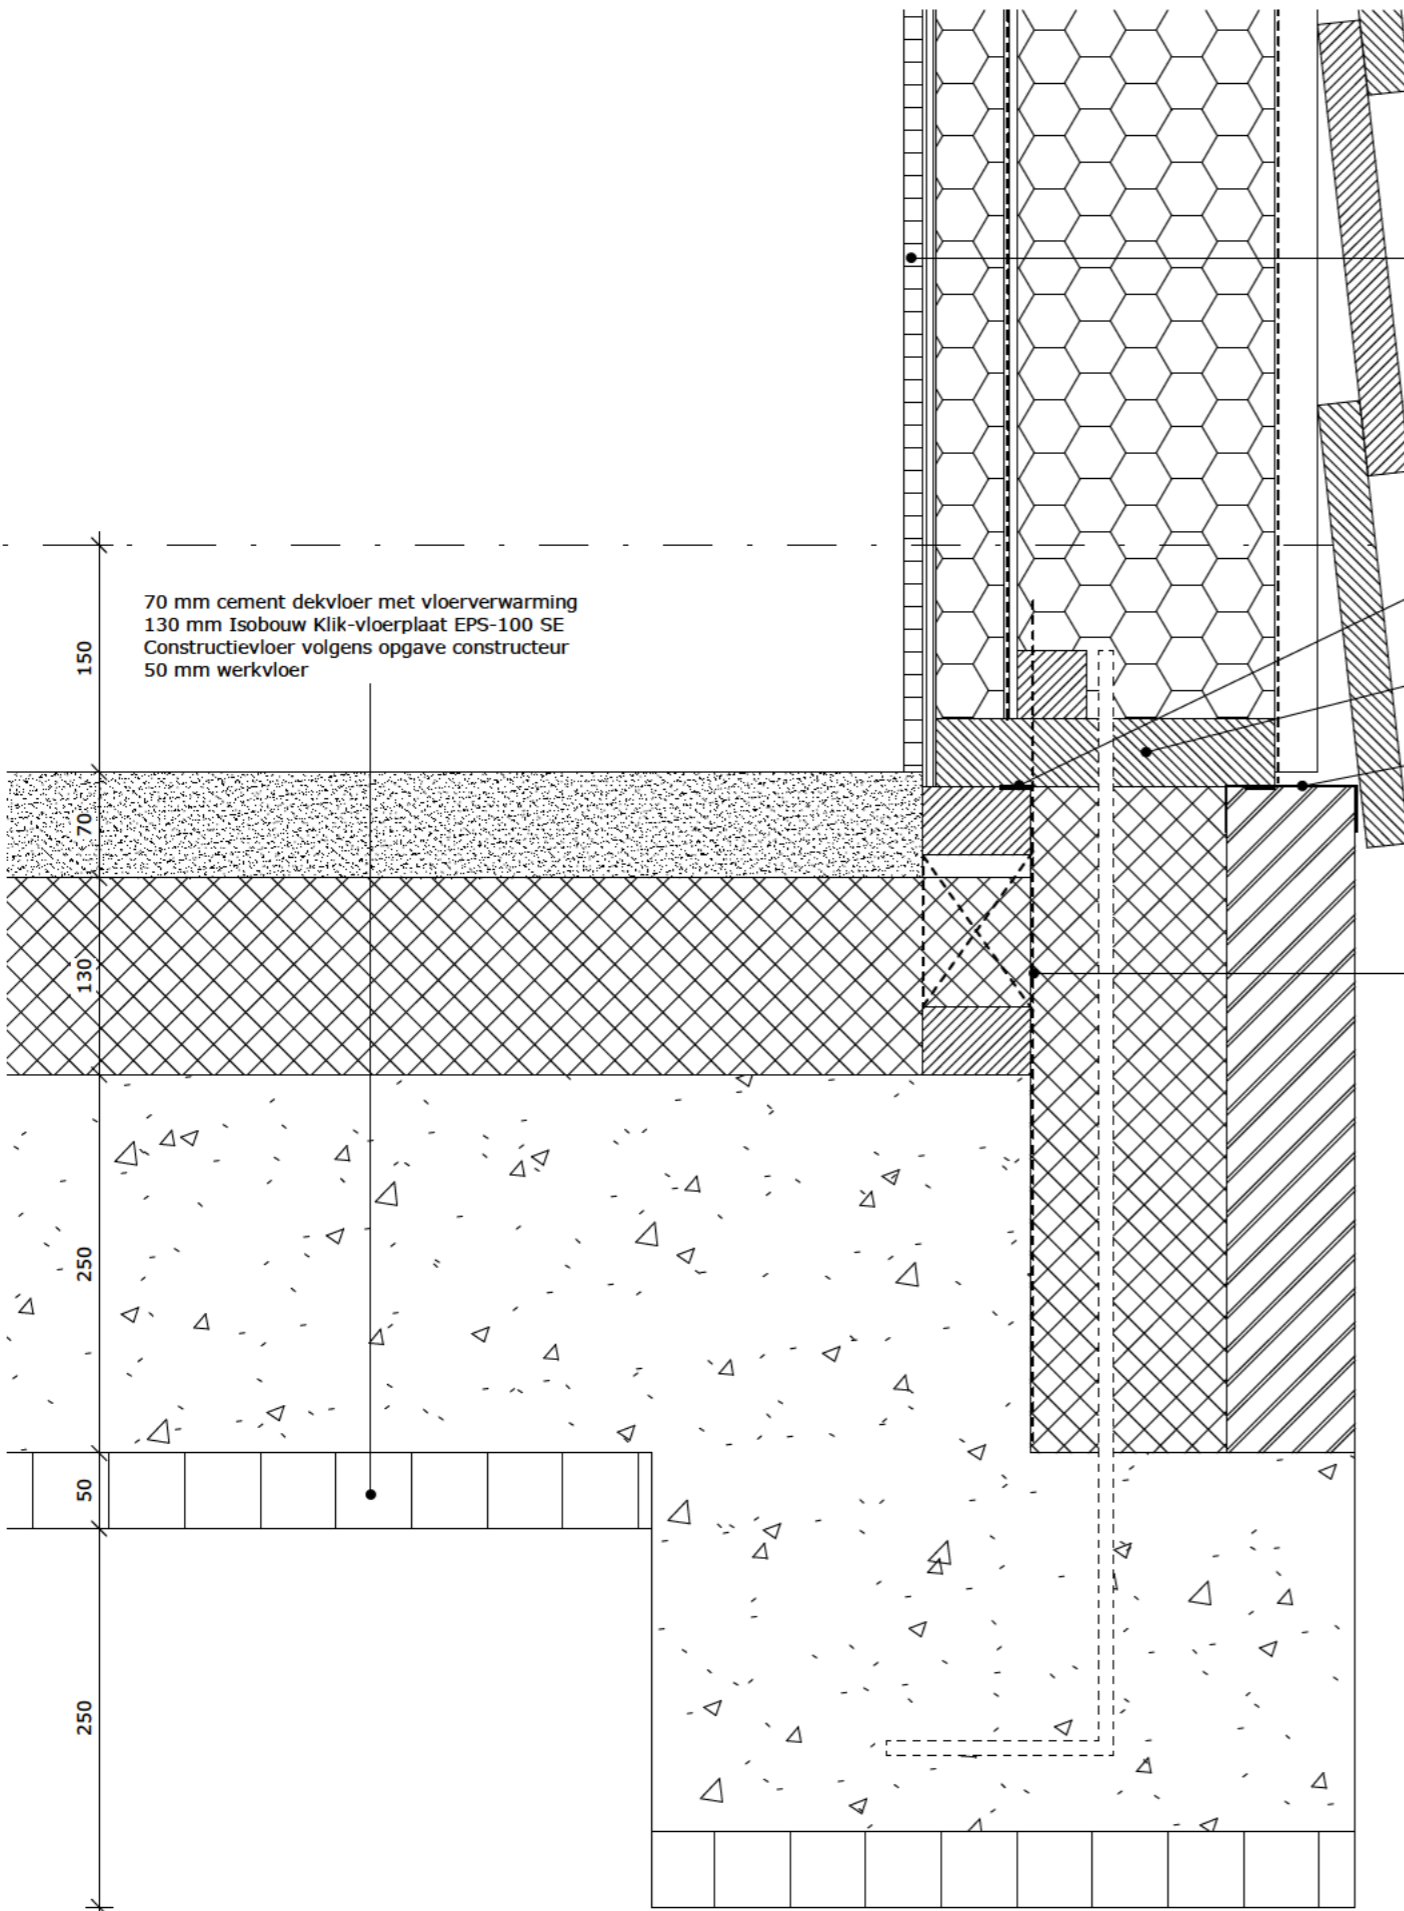 70 mm cement dekvloer met vloerverwarming
130 mm Isobouw Klik-vloerplaat EPS-100 SE
Constructievloer volgens opgave constructeur
50 mm werkvloer
150
70
130
250
50
250